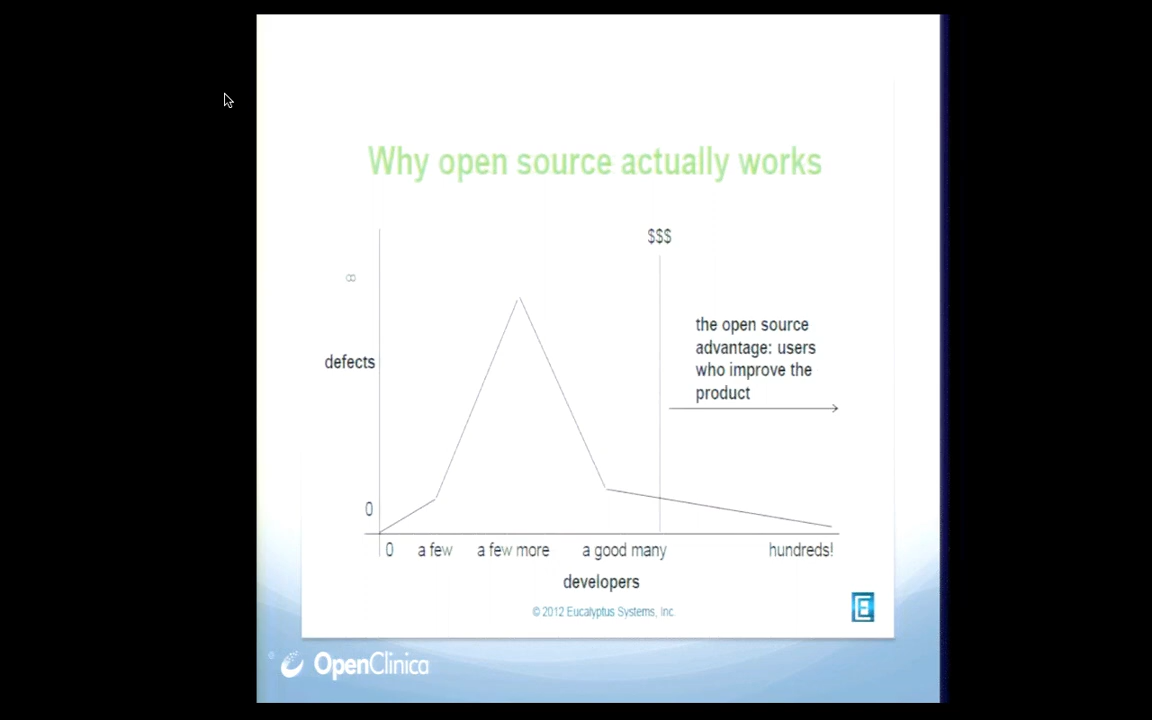 Why open source actually works
$$$
∞
the open source
advantage: users
who improve the
product
defects
0
0 a few a few more a good many hundreds!
developers
© 2012 Eucalyptus Systems, Inc.
OpenClinica